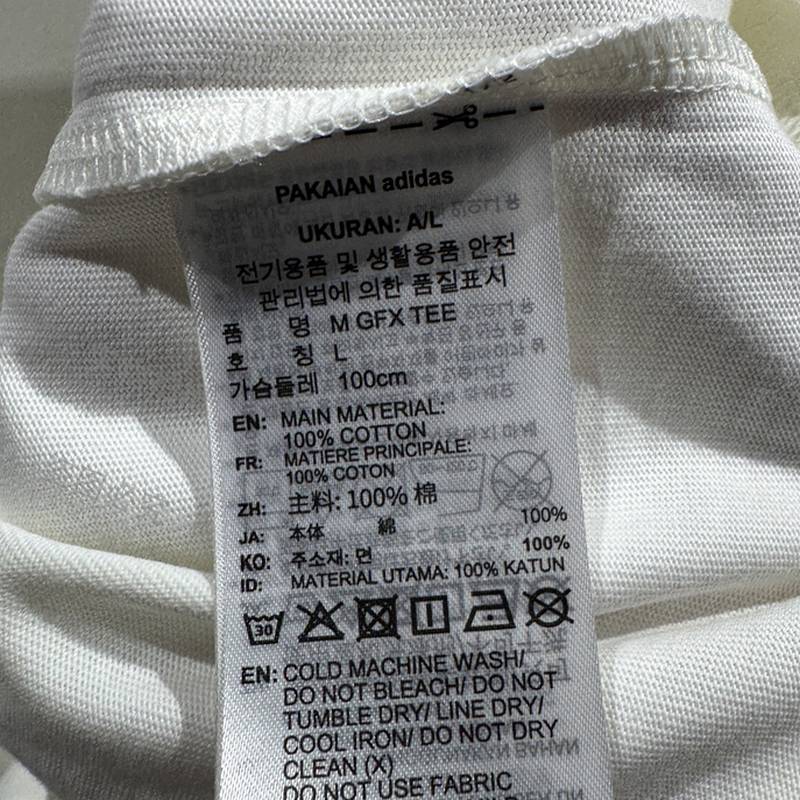 PAKAIAN adidas
UKURAN: A/L
전기용품 및 생활용품 안전
관리법에 의한 품질표시
품 명 M GFX TEE
호 칭 L
가슴둘레 100cm
EN: MAIN MATERIAL:
100% COTTON
FR: MATIERE PRINCIPALE:
100% COTON
ZH: 主料: 100% 棉
JA: 本体 綿 100%
KO: 주소재: 면 100%
ID: MATERIAL UTAMA: 100% KATUN
30
EN: COLD MACHINE WASH/
DO NOT BLEACH/ DO NOT
TUMBLE DRY/ LINE DRY/
COOL IRON/ DO NOT DRY
CLEAN (X)
DO NOT USE FABRIC